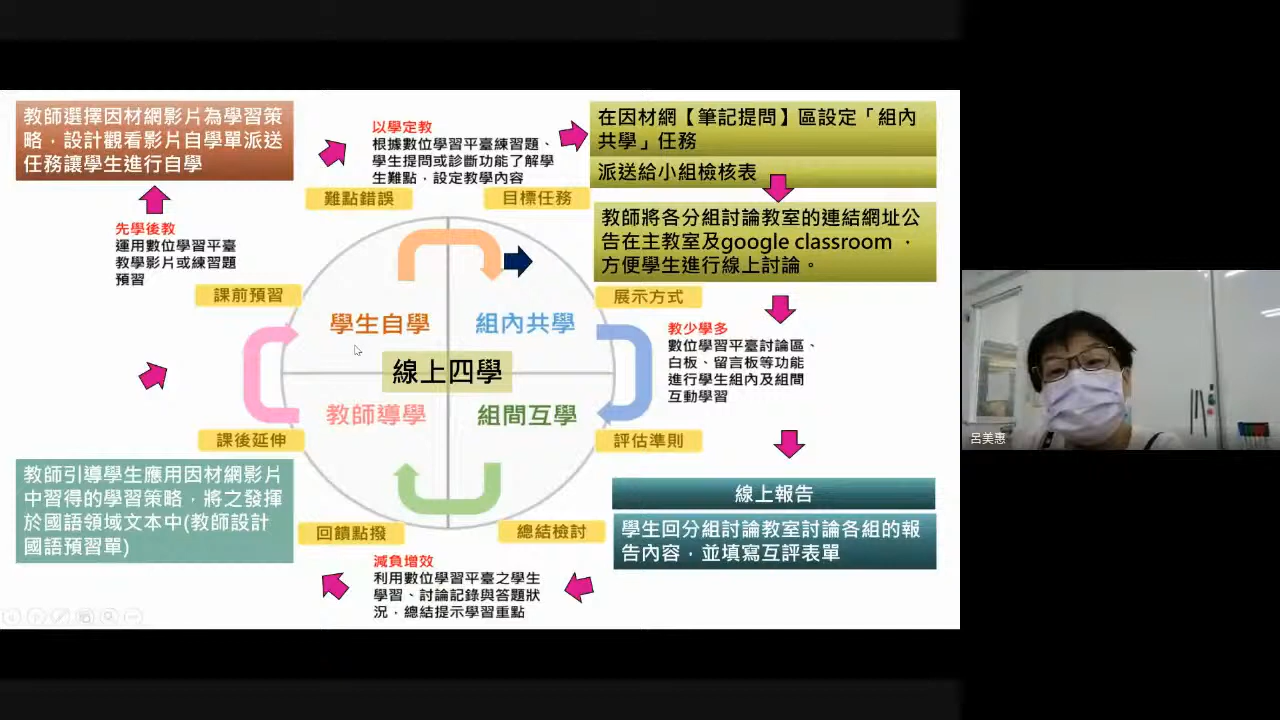 教師選擇因材網影片為學習策
略，設計觀看影片自學單派送
任務讓學生進行自學
以學定教
根據數位學習平臺練習題、
學生提問或診斷功能了解學
生難點，設定教學內容
在因材網【筆記提問】區設定「組內
共學」任務
派送給小組檢核表
難點錯誤
目標任務
教師將各分組討論教室的連結網址公
告在主教室及google classroom ，
方便學生進行線上討論。
先學後教
運用數位學習平臺
教學影片或練習題
預習
課前預習
展示方式
學生自學
組內共學
教少學多
數位學習平臺討論區、
白板、留言板等功能
進行學生組內及組間
互動學習
線上四學
教師導學
組間互學
課後延伸
評估準則
呂美惠
教師引導學生應用因材網影片
中習得的學習策略，將之發揮
於國語領域文本中(教師設計
國語預習單)
線上報告
學生回分組討論教室討論各組的報
告內容，並填寫互評表單
回饋點撥
總結檢討
減負增效
利用數位學習平臺之學生
學習、討論記錄與答題狀
況，總結提示學習重點